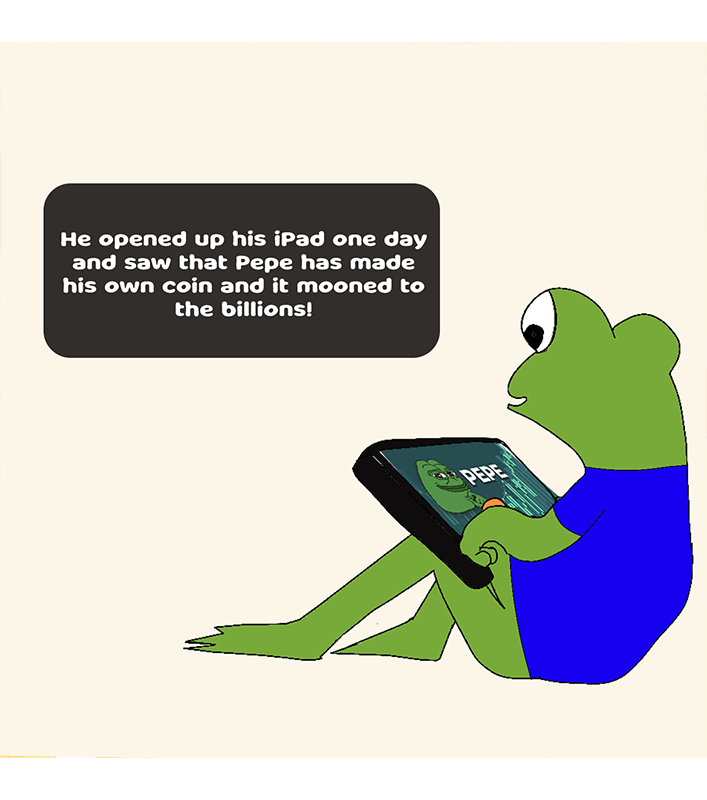 He opened up his iPad one day
and saw that Pepe has made
his own coin and it mooned to
the billions!
PEPE